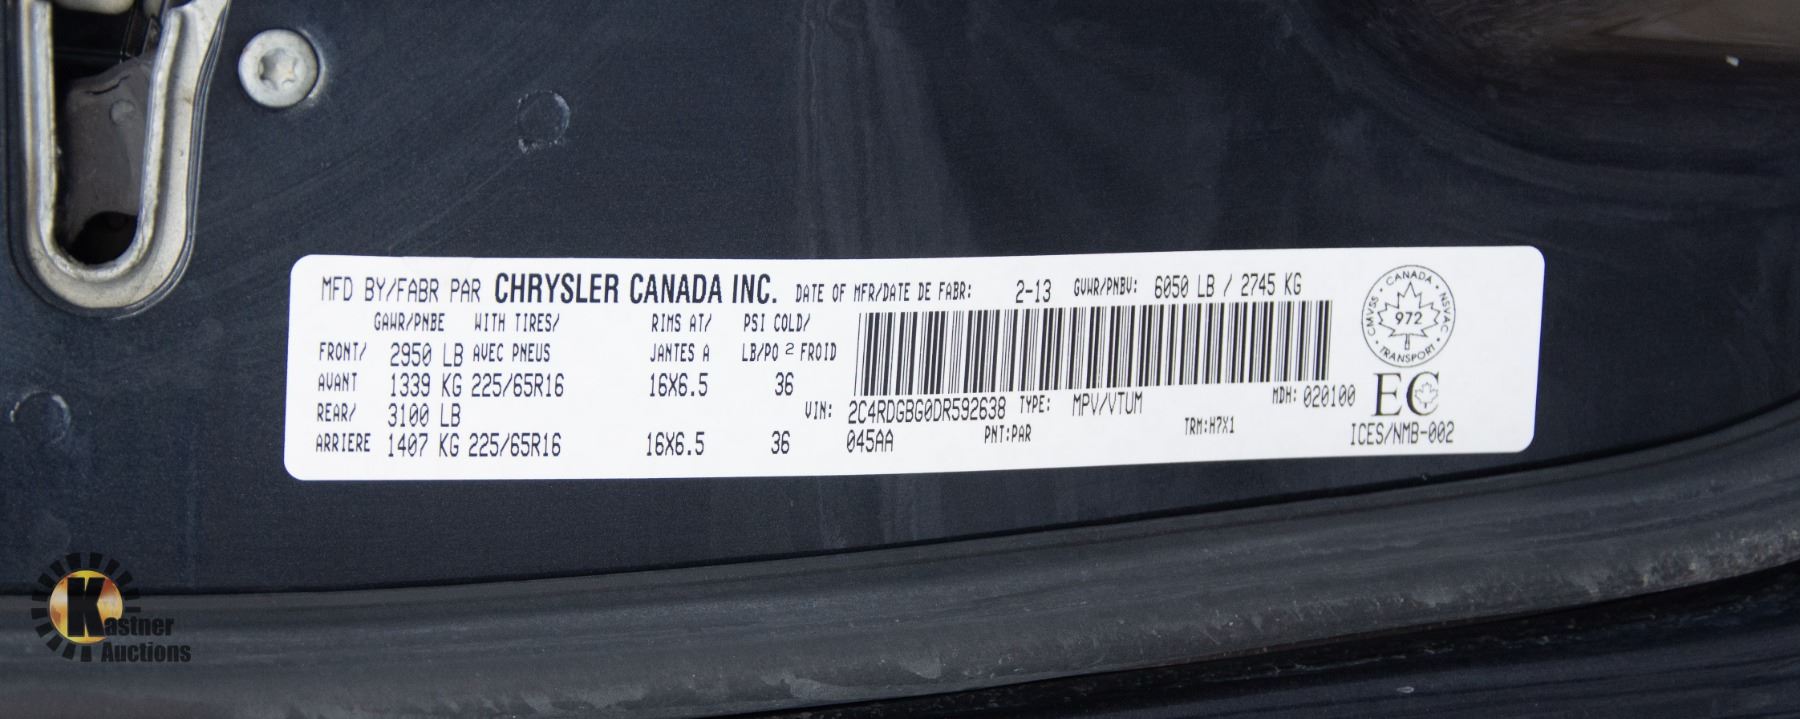 MFD BY/FABR PAR CHRYSLER CANADA INC. DATE OF MFR/DATE DE FABR: 2-13 GVWR/PNBV: 6050 LB / 2745 KG
GAWR/PNBE WITH TIRES/ RIMS AT/ PSI COLD/
FRONT/ 2950 LB AVEC PNEUS JANTES A LB/PO 2 FROID
AVANT 1339 KG 225/65R16 16X6.5 36
REAR/ 3100 LB VIN: 2C4RDGBG0DR592638 TYPE: MPV/VTUM MDH: 020100
ARRIERE 1407 KG 225/65R16 16X6.5 36 045AA PNT:PAR TRM:H7X1
CANADA · NSVAC · TRANSPORT · CMVSS ·
972
EC
ICES/NMB-002
Kastner
Auctions